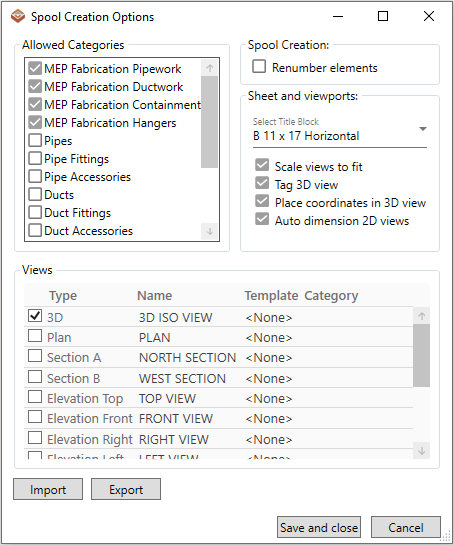 Spool Creation Options
Allowed Categories
MEP Fabrication Pipework
MEP Fabrication Ductwork
MEP Fabrication Containment
MEP Fabrication Hangers
Pipes
Pipe Fittings
Pipe Accessories
Ducts
Duct Fittings
Duct Accessories
Spool Creation:
Renumber elements
Sheet and viewports:
Select Title Block
B 11 x 17 Horizontal
Scale views to fit
Tag 3D view
Place coordinates in 3D view
Auto dimension 2D views
Views
Type Name Template Category
3D 3D ISO VIEW <None>
Plan PLAN <None>
Section A NORTH SECTION <None>
Section B WEST SECTION <None>
Elevation Top TOP VIEW <None>
Elevation Front FRONT VIEW <None>
Elevation Right RIGHT VIEW <None>
Elevation Left LEFT VIEW <None>
Import Export
Save and close Cancel